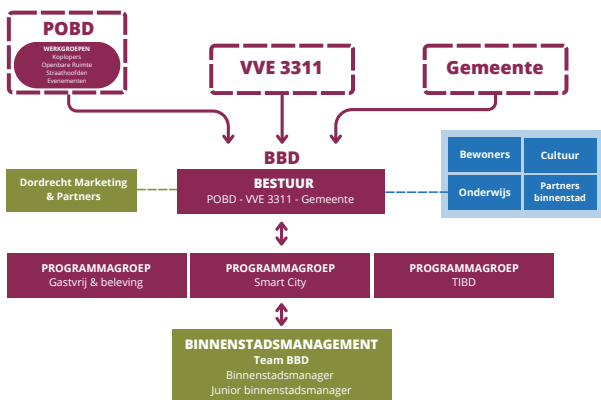 POBD
WERKGROEPEN
Koplopers
Openbare Ruimte
Straathoofden
Evenementen
VVE 3311
Gemeente
BBD
BESTUUR
POBD - VVE 3311 - Gemeente
Dordrecht Marketing
& Partners
Bewoners
Cultuur
Onderwijs
Partners
binnenstad
PROGRAMMAGROEP
Gastvrij & beleving
PROGRAMMAGROEP
Smart City
PROGRAMMAGROEP
TIBD
BINNENSTADSMANAGEMENT
Team BBD
Binnenstadsmanager
Junior binnenstadsmanager